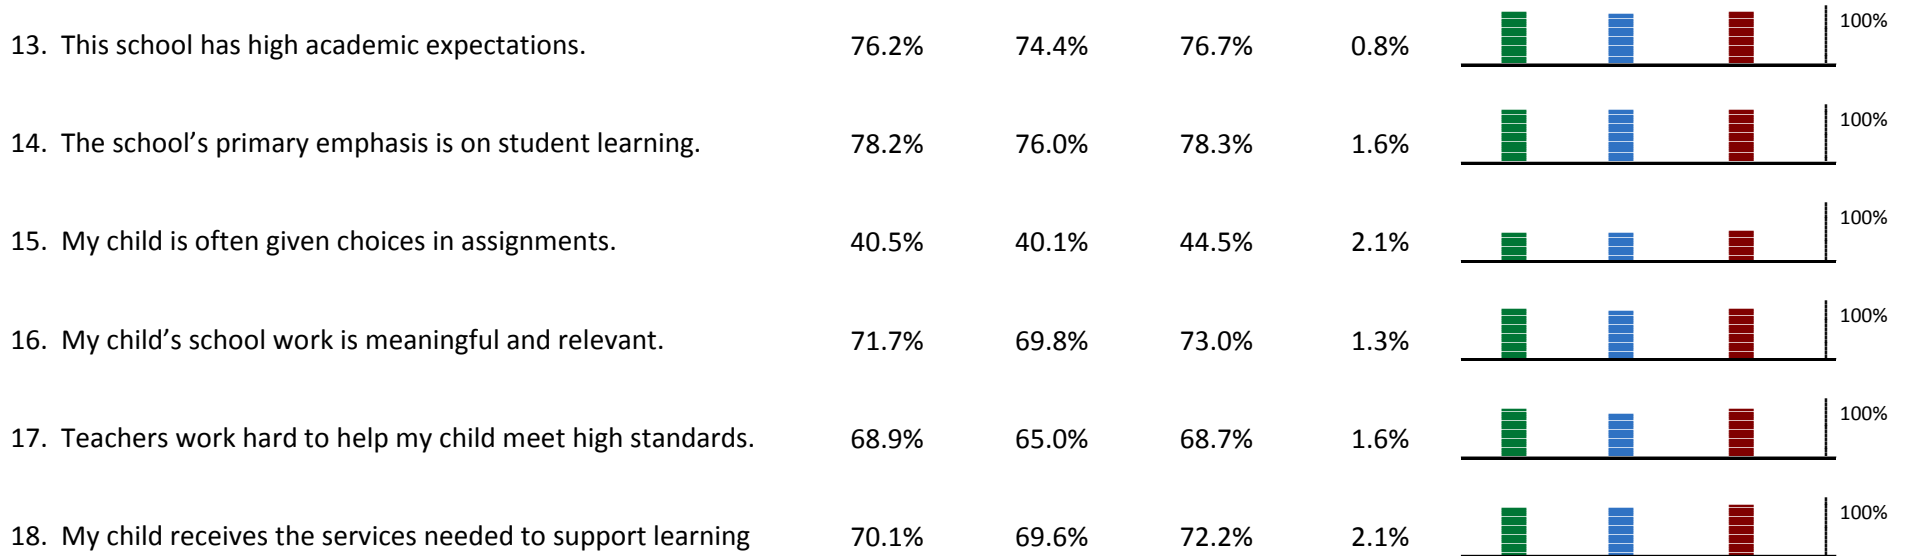 13. This school has high academic expectations. 76.2% 74.4% 76.7% 0.8% 100%
14. The school’s primary emphasis is on student learning. 78.2% 76.0% 78.3% 1.6% 100%
15. My child is often given choices in assignments. 40.5% 40.1% 44.5% 2.1% 100%
16. My child’s school work is meaningful and relevant. 71.7% 69.8% 73.0% 1.3% 100%
17. Teachers work hard to help my child meet high standards. 68.9% 65.0% 68.7% 1.6% 100%
18. My child receives the services needed to support learning 70.1% 69.6% 72.2% 2.1% 100%